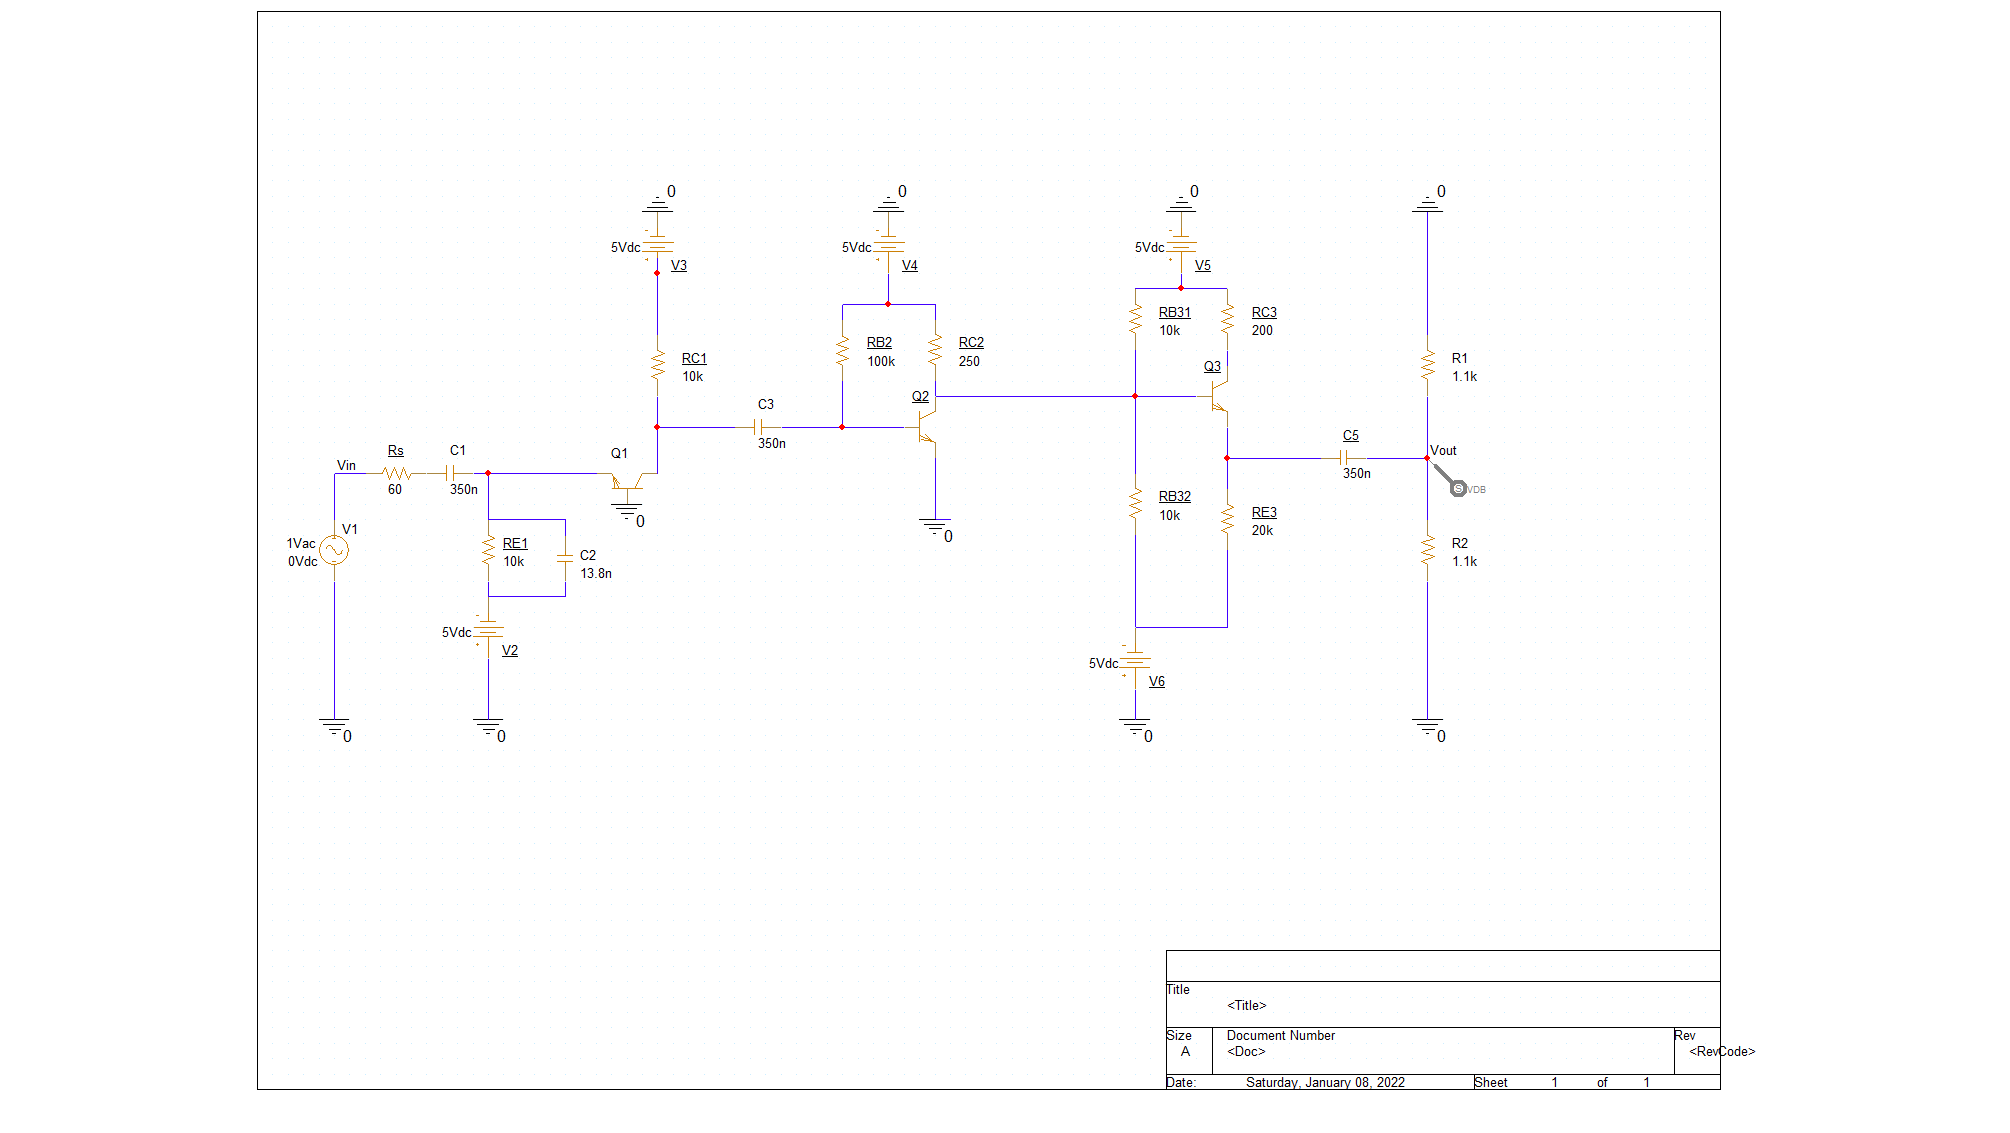 0
0
0
0
5Vdc
V3
5Vdc
V4
5Vdc
V5
RB31
10k
RC3
200
RB2
100k
RC2
250
RC1
10k
R1
1.1k
Q3
Q2
C3
350n
C5
350n
Vout
VDB
Rs
60
C1
350n
Vin
Q1
0
RB32
10k
RE3
20k
V1
1Vac
0Vdc
0
RE1
10k
C2
13.8n
R2
1.1k
5Vdc
V2
5Vdc
V6
0
0
0
0
Title
<Title>
Size
A
Document Number
<Doc>
Rev
<RevCode>
Date:
Saturday, January 08, 2022
Sheet
1
of
1